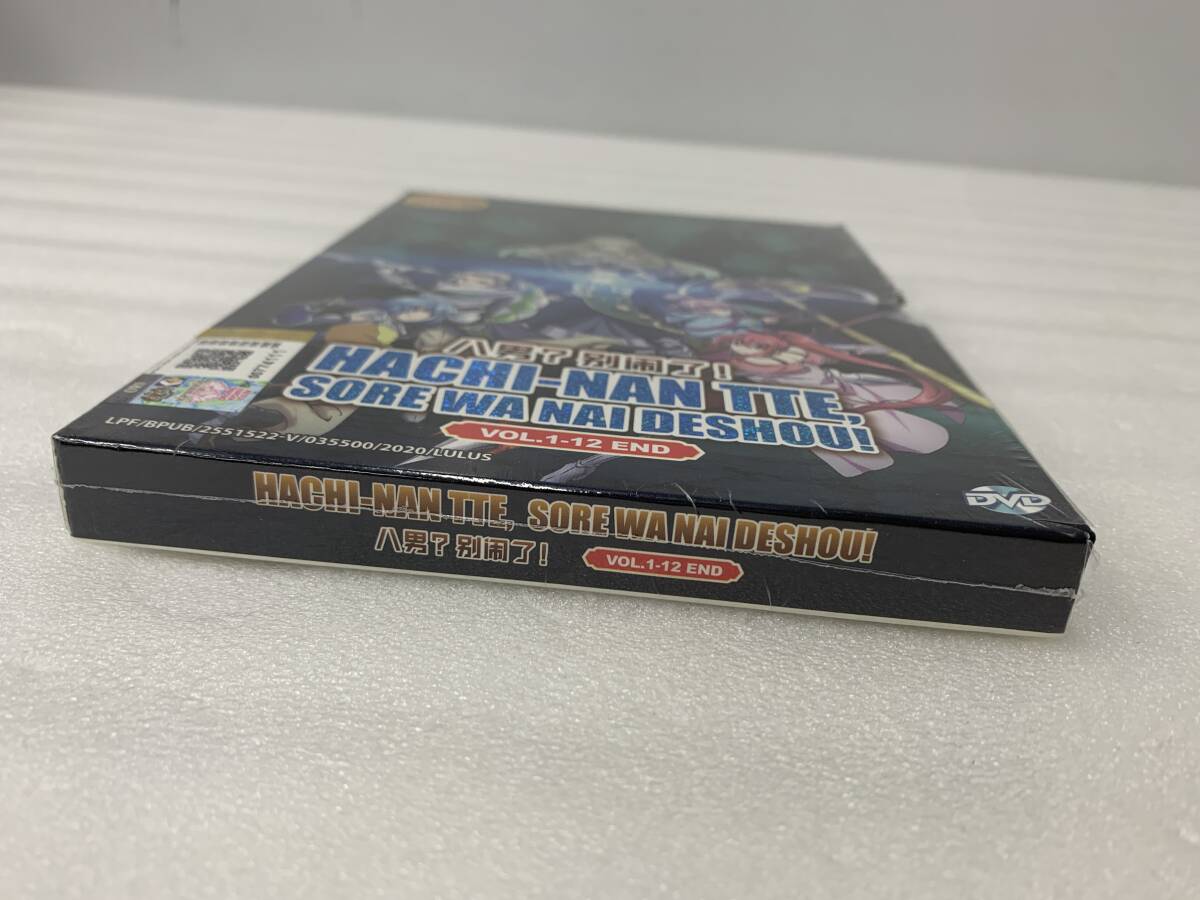 八男? 别闹了!
HACHI-NAN TTE,
SORE WA NAI DESHOU!
VOL.1-12 END
LPF/BPUB/2551522-V/035500/2020/LULUS
DVD
HACHI-NAN TTE, SORE WA NAI DESHOU!
八男? 别闹了!
VOL.1-12 END